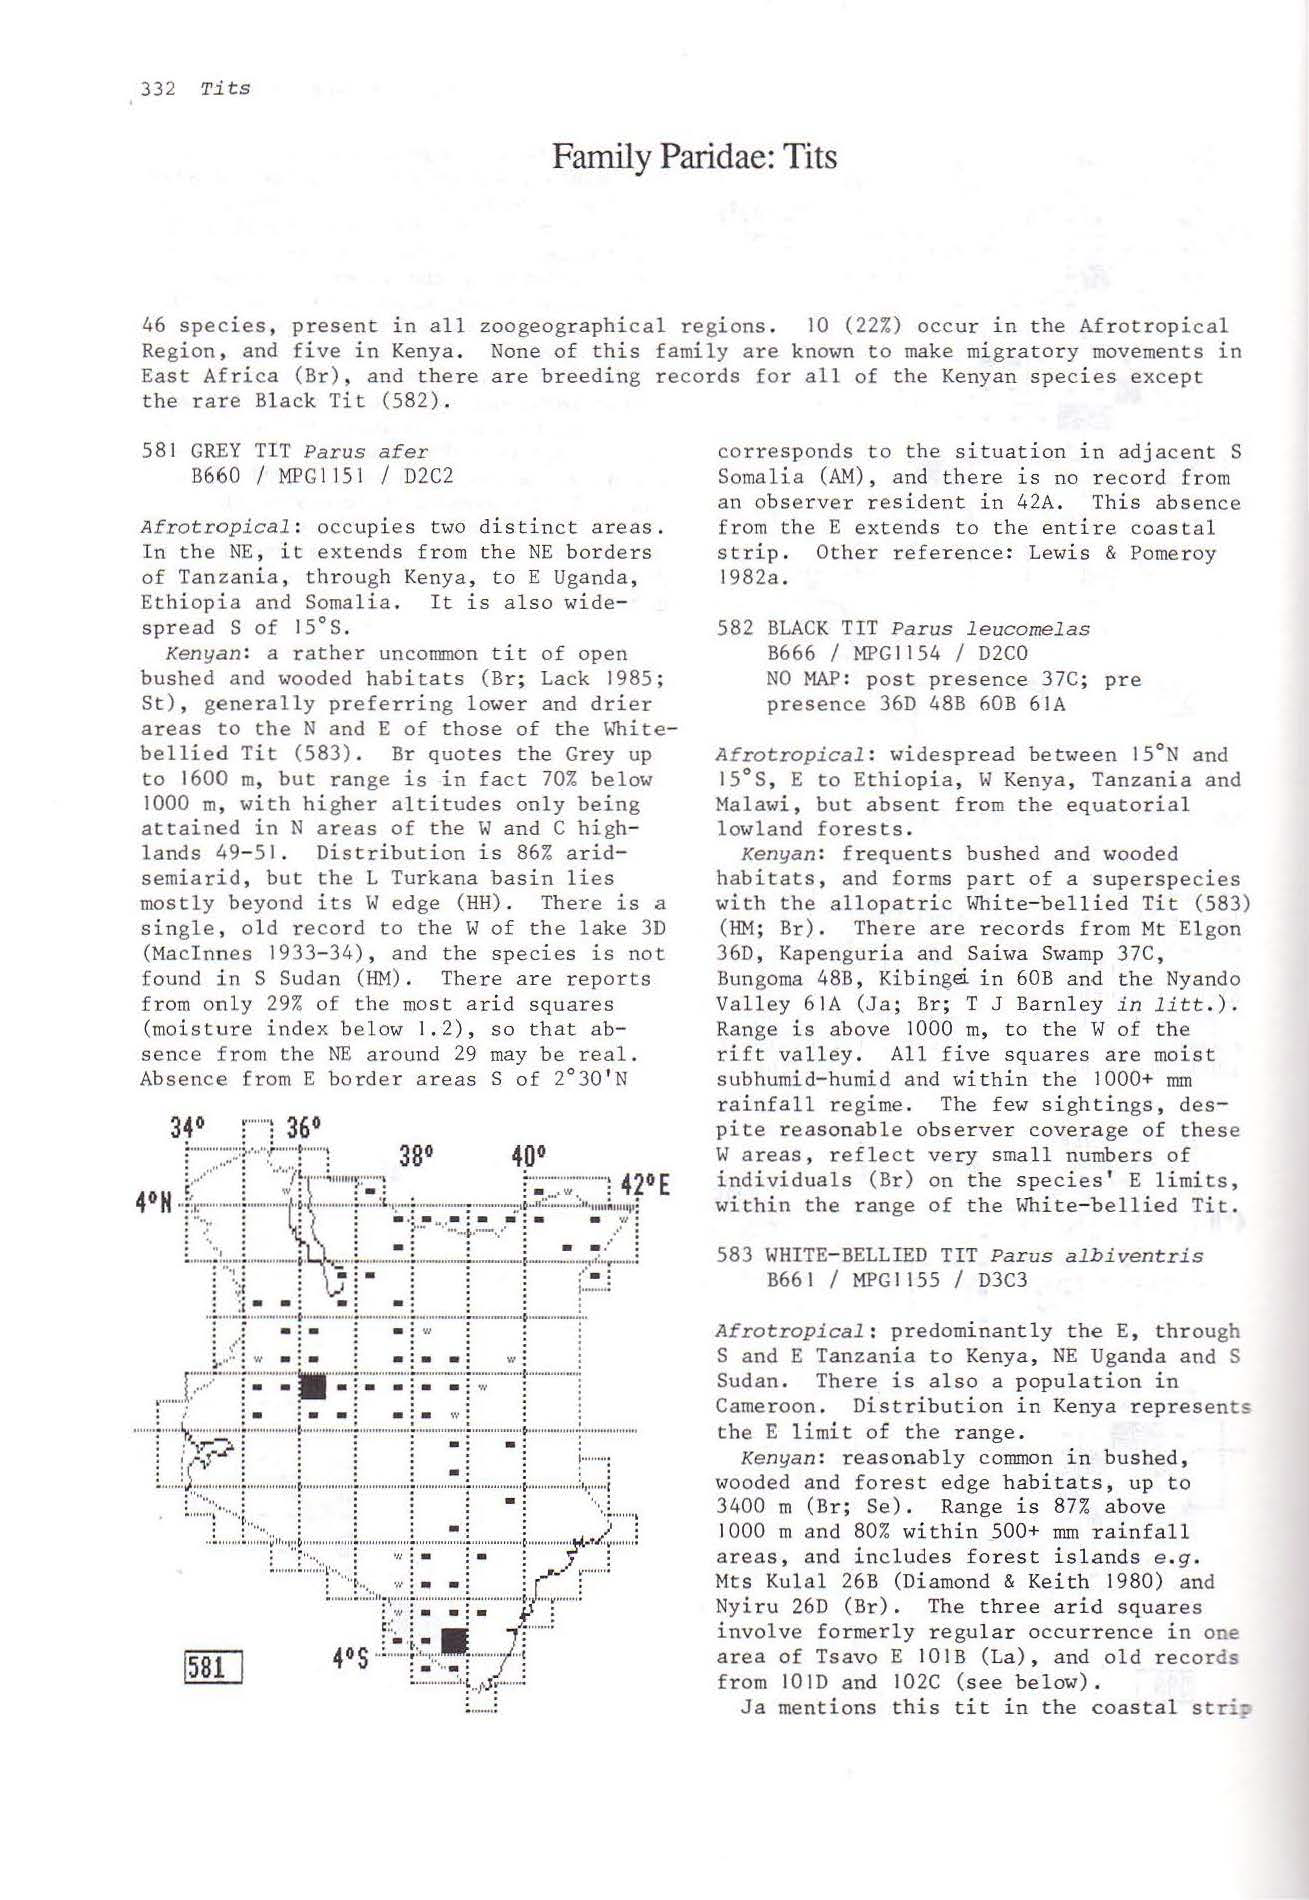 332 Tits
Family Paridae: Tits
46 species, present in all zoogeographical regions. 10 (22%) occur in the Afrotropical
Region, and five in Kenya. None of this family are known to make migratory movements in
East Africa (Br), and there are breeding records for all of the Kenyan species except
the rare Black Tit (582).
581 GREY TIT Parus afer
B660 / MPG1151 / D2C2
Afrotropical: occupies two distinct areas.
In the NE, it extends from the NE borders
of Tanzania, through Kenya, to E Uganda,
Ethiopia and Somalia. It is also wide-
spread S of 15°S.
Kenyan: a rather uncommon tit of open
bushed and wooded habitats (Br; Lack 1985;
St), generally preferring lower and drier
areas to the N and E of those of the White-
bellied Tit (583). Br quotes the Grey up
to 1600 m, but range is in fact 70% below
1000 m, with higher altitudes only being
attained in N areas of the W and C high-
lands 49-51. Distribution is 86% arid-
semiarid, but the L Turkana basin lies
mostly beyond its W edge (HH). There is a
single, old record to the W of the lake 3D
(MacInnes 1933-34), and the species is not
found in S Sudan (HM). There are reports
from only 29% of the most arid squares
(moisture index below 1.2), so that ab-
sence from the NE around 29 may be real.
Absence from E border areas S of 2°30'N
34° 36°
38° 40°
42°E
4°N
4°S
581
corresponds to the situation in adjacent S
Somalia (AM), and there is no record from
an observer resident in 42A. This absence
from the E extends to the entire coastal
strip. Other reference: Lewis & Pomeroy
1982a.
582 BLACK TIT Parus leucomelas
B666 / MPG1154 / D2C0
NO MAP: post presence 37C; pre
presence 36D 48B 60B 61A
Afrotropical: widespread between 15°N and
15°S, E to Ethiopia, W Kenya, Tanzania and
Malawi, but absent from the equatorial
lowland forests.
Kenyan: frequents bushed and wooded
habitats, and forms part of a superspecies
with the allopatric White-bellied Tit (583)
(HM; Br). There are records from Mt Elgon
36D, Kapenguria and Saiwa Swamp 37C,
Bungoma 48B, Kibingei in 60B and the Nyando
Valley 61A (Ja; Br; T J Barnley in litt.).
Range is above 1000 m, to the W of the
rift valley. All five squares are moist
subhumid-humid and within the 1000+ mm
rainfall regime. The few sightings, des-
pite reasonable observer coverage of these
W areas, reflect very small numbers of
individuals (Br) on the species' E limits,
within the range of the White-bellied Tit.
583 WHITE-BELLIED TIT Parus albiventris
B661 / MPG1155 / D3C3
Afrotropical: predominantly the E, through
S and E Tanzania to Kenya, NE Uganda and S
Sudan. There is also a population in
Cameroon. Distribution in Kenya represents
the E limit of the range.
Kenyan: reasonably common in bushed,
wooded and forest edge habitats, up to
3400 m (Br; Se). Range is 87% above
1000 m and 80% within 500+ mm rainfall
areas, and includes forest islands e.g.
Mts Kulal 26B (Diamond & Keith 1980) and
Nyiru 26D (Br). The three arid squares
involve formerly regular occurrence in one
area of Tsavo E 101B (La), and old records
from 101D and 102C (see below).
Ja mentions this tit in the coastal strip